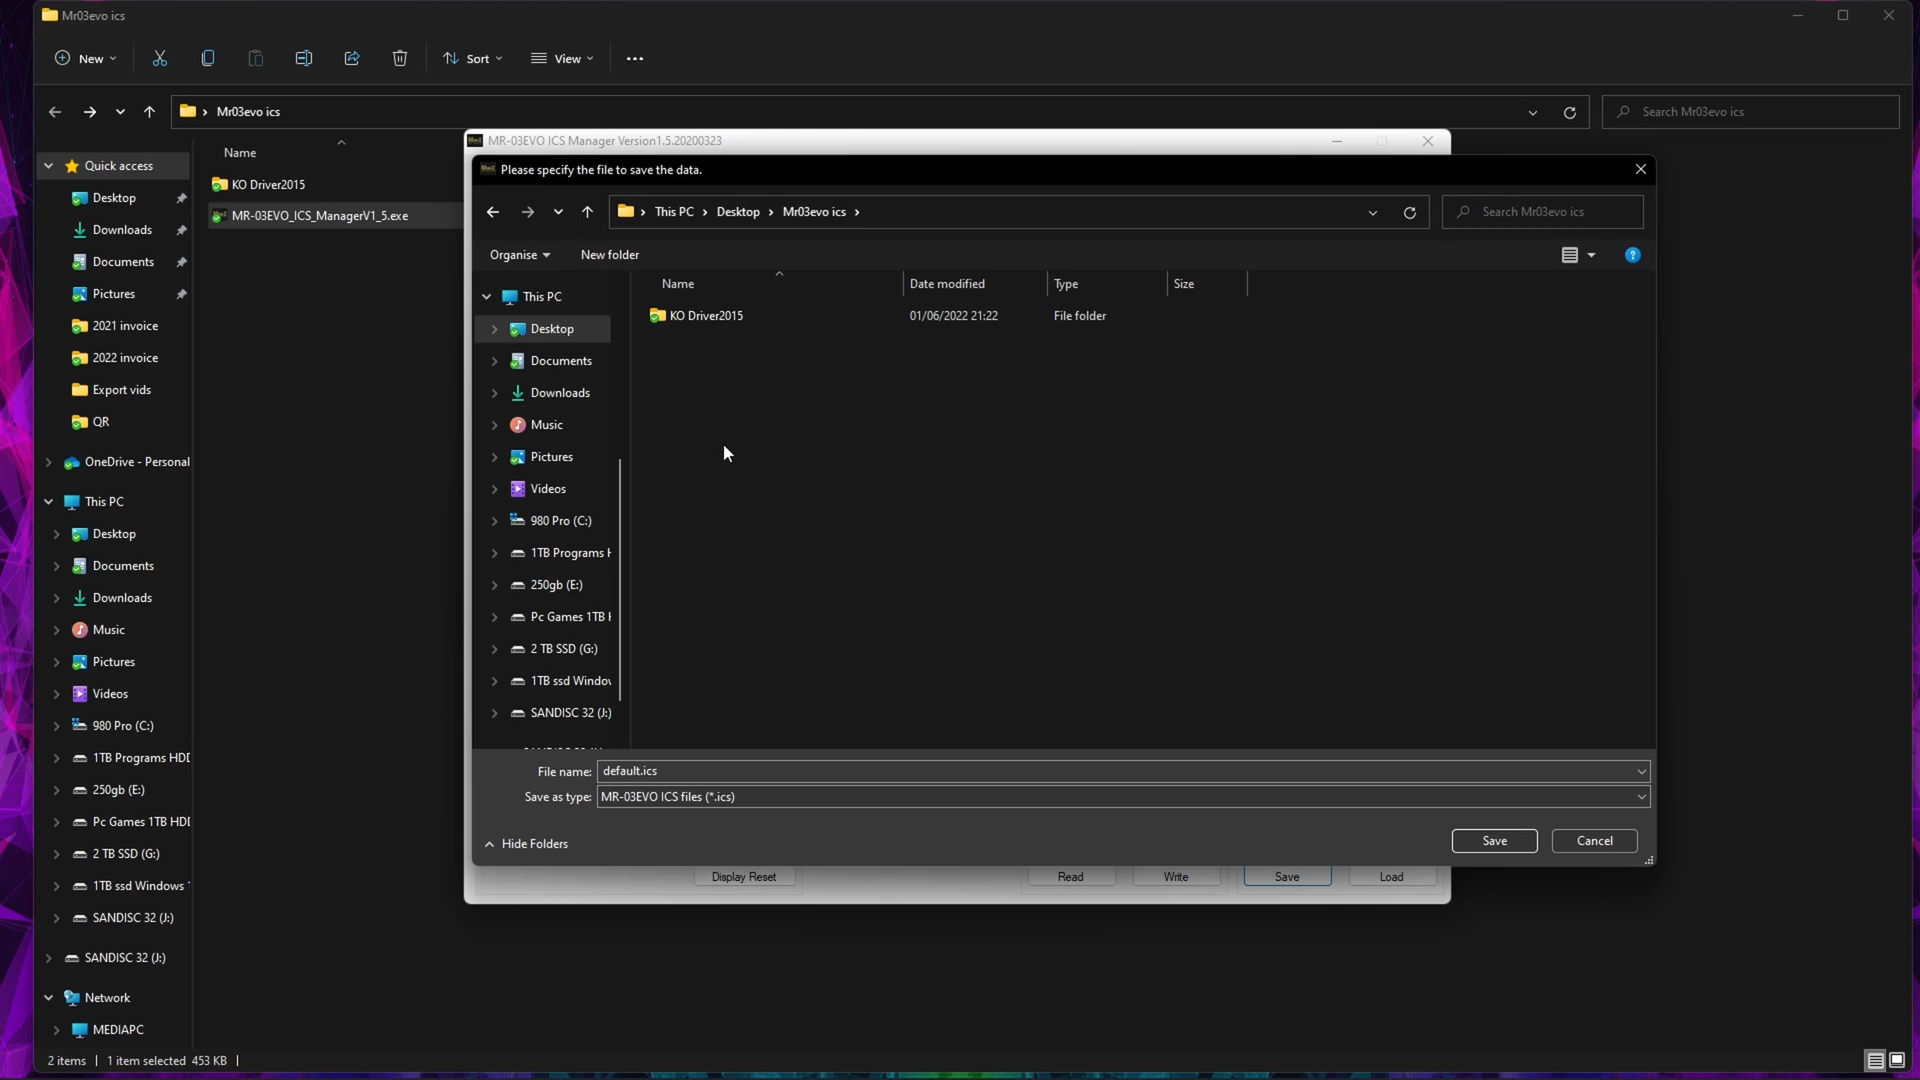 Mr03evo ics
New
Sort
View
Mr03evo ics
Search Mr03evo ics
Quick access
Desktop
Downloads
Documents
Pictures
2021 invoice
2022 invoice
Export vids
QR
OneDrive - Personal
This PC
Desktop
Documents
Downloads
Music
Pictures
Videos
980 Pro (C:)
1TB Programs HDD
250gb (E:)
Pc Games 1TB HDD
2 TB SSD (G:)
1TB ssd Windows
SANDISC 32 (J:)
SANDISC 32 (J:)
Network
MEDIAPC
2 items 1 item selected 453 KB
Name
KO Driver2015
MR-03EVO_ICS_ManagerV1_5.exe
MR-03EVO ICS Manager Version1.5.20200323
Please specify the file to save the data.
This PC > Desktop > Mr03evo ics >
Search Mr03evo ics
Organise
New folder
This PC
Desktop
Documents
Downloads
Music
Pictures
Videos
980 Pro (C:)
1TB Programs
250gb (E:)
Pc Games 1TB
2 TB SSD (G:)
1TB ssd Window
SANDISC 32 (J:)
Name Date modified Type Size
KO Driver2015 01/06/2022 21:22 File folder
File name: default.ics
Save as type: MR-03EVO ICS files (*.ics)
Hide Folders
Save Cancel
Display Reset Read Write Save Load